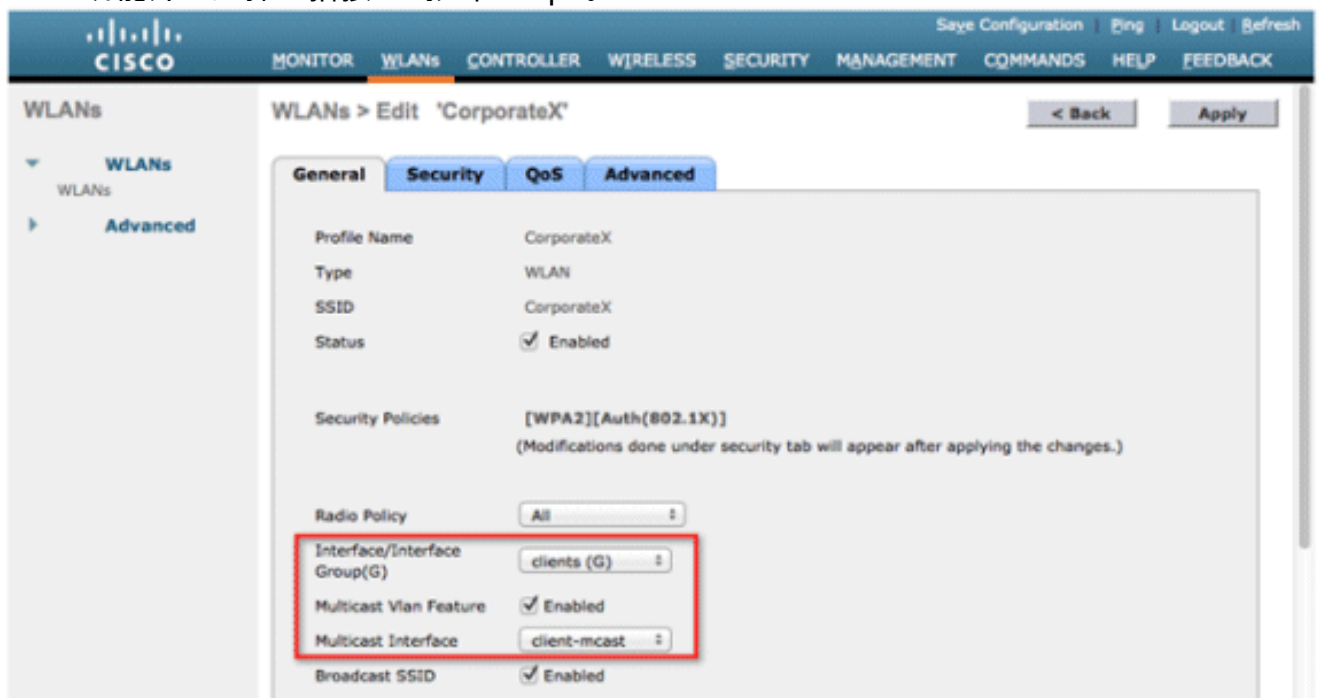 Save Configuration | Ping | Logout | Refresh
CISCO
MONITOR WLANs CONTROLLER WIRELESS SECURITY MANAGEMENT COMMANDS HELP FEEDBACK
WLANs
WLANs > Edit 'CorporateX'
< Back
Apply
WLANs
WLANs
Advanced
General Security QoS Advanced
Profile Name CorporateX
Type WLAN
SSID CorporateX
Status Enabled
Security Policies [WPA2][Auth(802.1X)]
(Modifications done under security tab will appear after applying the changes.)
Radio Policy All
Interface/Interface
Group(G) clients (G)
Multicast Vlan Feature Enabled
Multicast Interface client-mcast
Broadcast SSID Enabled